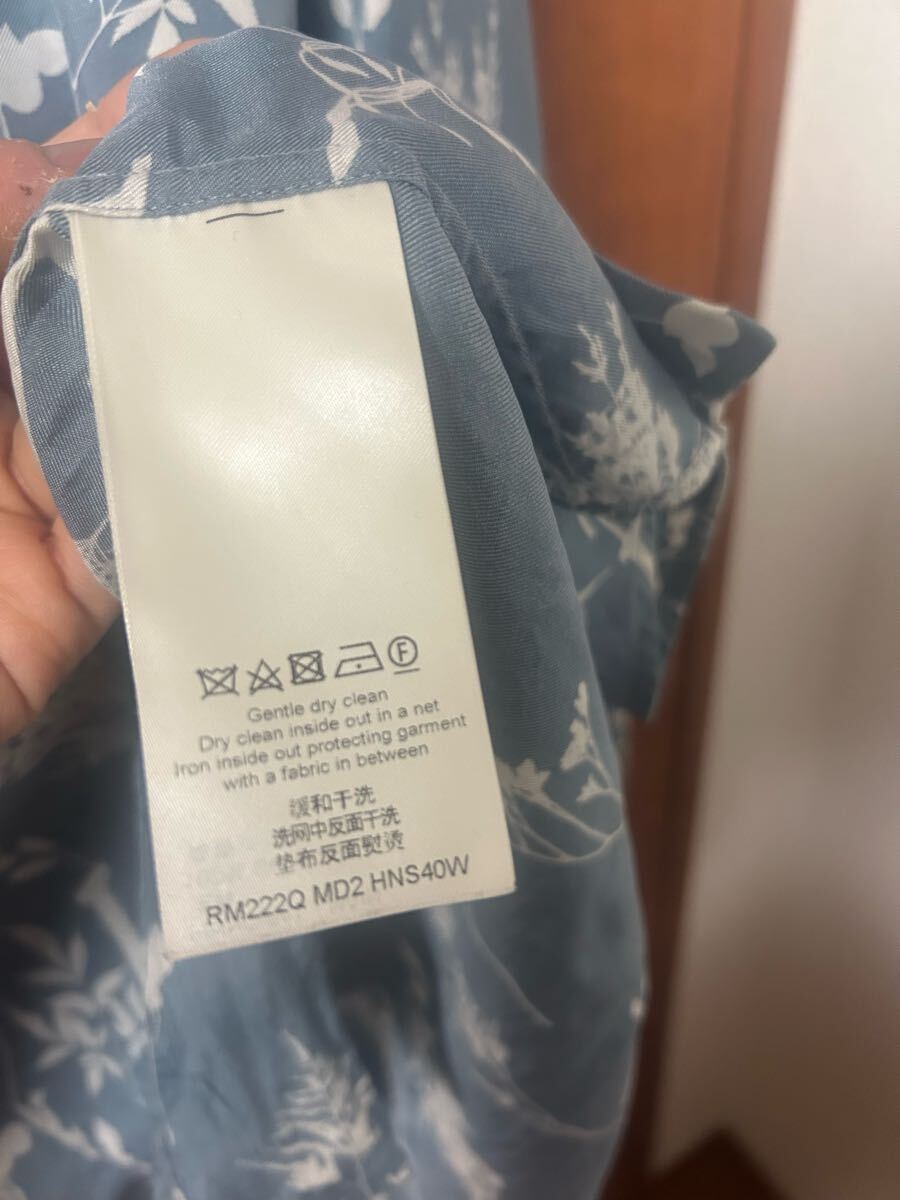 F
Gentle dry clean
Dry clean inside out in a net
Iron inside out protecting garment
with a fabric in between
缓和干洗
洗网中反面干洗
垫布反面熨烫
RM222Q MD2 HNS40W